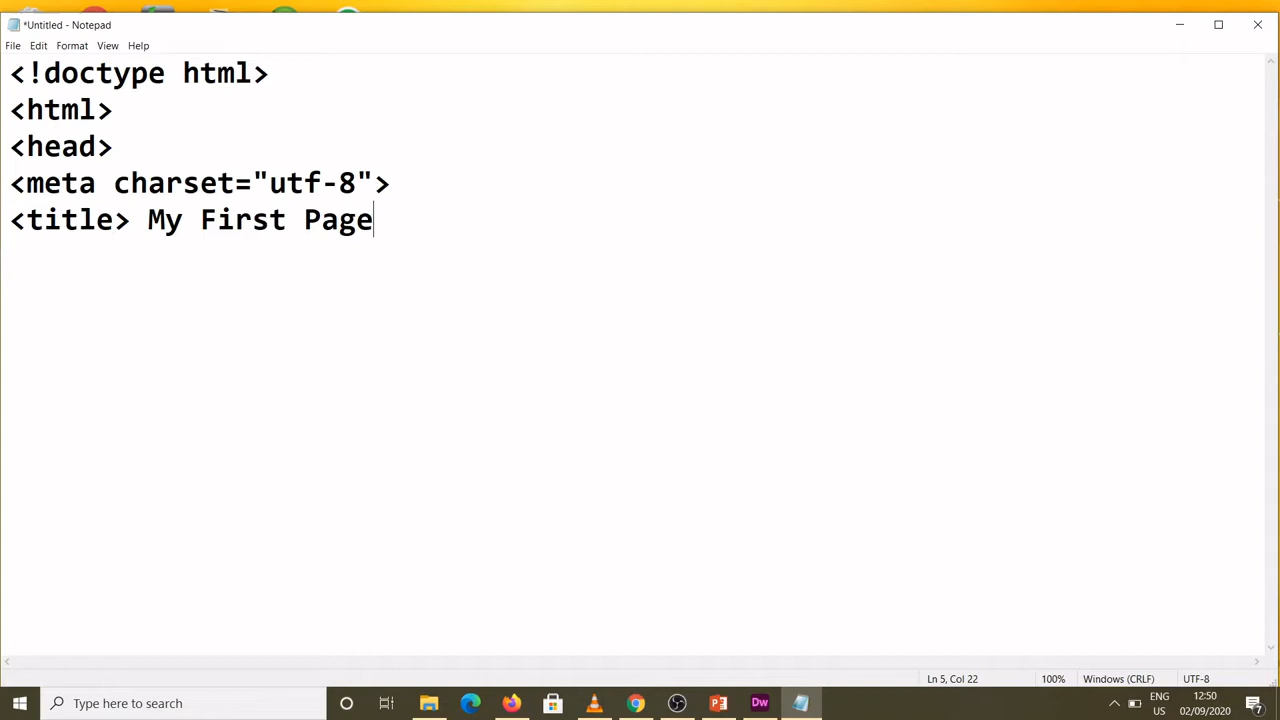 *Untitled - Notepad
File Edit Format View Help
<!doctype html>
<html>
<head>
<meta charset="utf-8">
<title> My First Page
Ln 5, Col 22 100% Windows (CRLF) UTF-8
Type here to search
Dw
ENG
US
12:50
02/09/2020
7